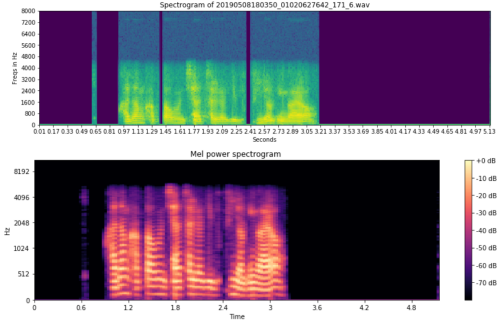 Spectrogram of 20190508180350_01020627642_171_6.wav
8000
7200
6400
5600
4800
4000
3200
2400
1600
800
0
Freqs in Hz
0.01 0.17 0.33 0.49 0.65 0.81 0.97 1.13 1.29 1.45 1.61 1.77 1.93 2.09 2.25 2.41 2.57 2.73 2.89 3.05 3.21 3.37 3.53 3.69 3.85 4.01 4.17 4.33 4.49 4.65 4.81 4.97 5.13
Seconds
Mel power spectrogram
8192
4096
2048
1024
512
0
Hz
0 0.6 1.2 1.8 2.4 3 3.6 4.2 4.8
Time
+0 dB
-10 dB
-20 dB
-30 dB
-40 dB
-50 dB
-60 dB
-70 dB